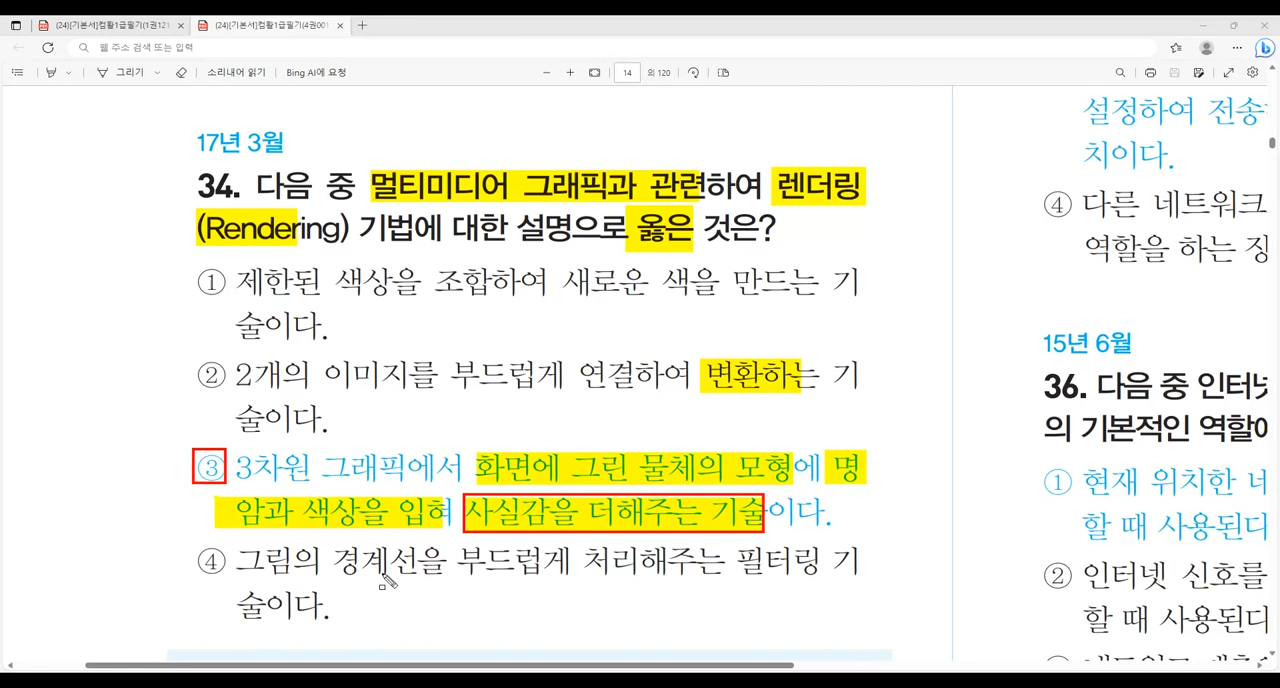 (24)[기본서]컴활1급필기(1권121
(24)[기본서]컴활1급필기(4권001
웹 주소 검색 또는 입력
그리기
소리내어 읽기
Bing AI에 요청
14
외 120
17년 3월
34. 다음 중 멀티미디어 그래픽과 관련하여 렌더링
(Rendering) 기법에 대한 설명으로 옳은 것은?
① 제한된 색상을 조합하여 새로운 색을 만드는 기
술이다.
② 2개의 이미지를 부드럽게 연결하여 변환하는 기
술이다.
③ 3차원 그래픽에서 화면에 그린 물체의 모형에 명
암과 색상을 입혀 사실감을 더해주는 기술이다.
④ 그림의 경계선을 부드럽게 처리해주는 필터링 기
술이다.
설정하여 전송
치이다.
④ 다른 네트워크
역할을 하는 장
15년 6월
36. 다음 중 인터넷
의 기본적인 역할에
① 현재 위치한 네
할 때 사용된다
② 인터넷 신호를
할 때 사용된다